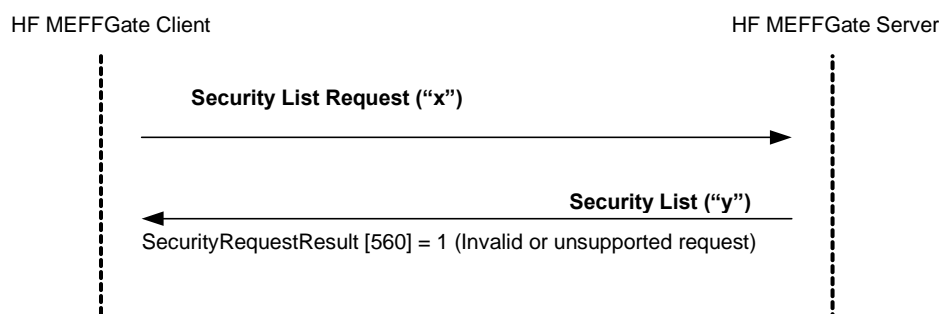 HF MEFFGate Client
HF MEFFGate Server
Security List Request (“x”)
Security List (“y”)
SecurityRequestResult [560] = 1 (Invalid or unsupported request)